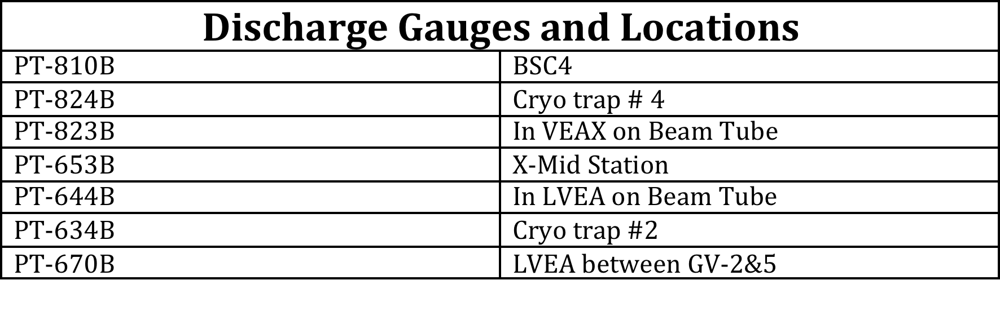 Discharge Gauges and Locations
PT-810B BSC4
PT-824B Cryo trap # 4
PT-823B In VEAX on Beam Tube
PT-653B X-Mid Station
PT-644B In LVEA on Beam Tube
PT-634B Cryo trap #2
PT-670B LVEA between GV-2&5